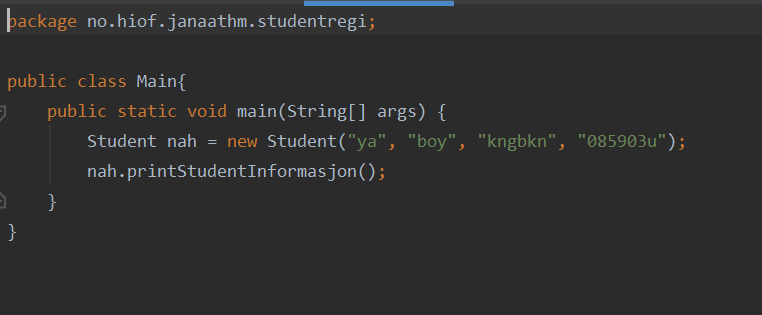 package no.hiof.janaathm.studentregi;
public class Main{
public static void main(String[] args) {
Student nah = new Student("ya", "boy", "kngbkn", "085903u");
nah.printStudentInformasjon();
}
}